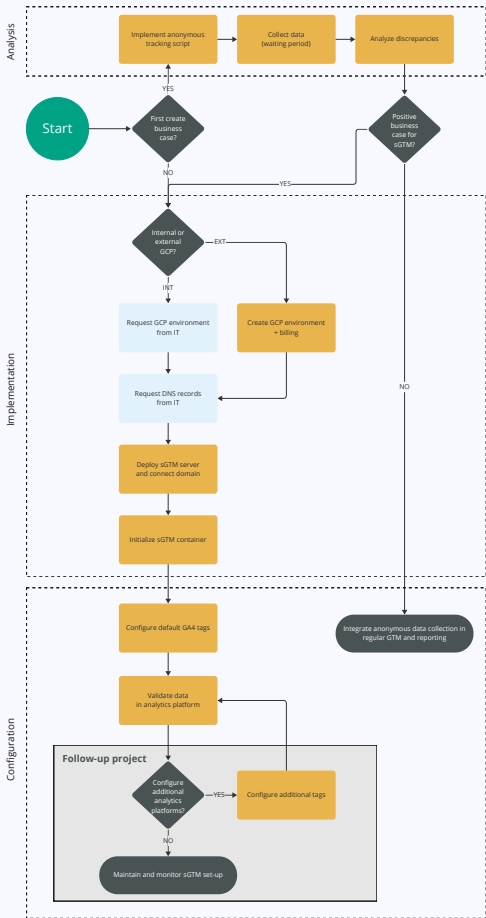 Analysis
Implement anonymous
tracking script
Collect data
(waiting period)
Analyze discrepancies
YES
Start
First create
business
case?
Positive
business
case for
sGTM?
NO
YES
Implementation
Internal or
external
GCP?
EXT
INT
Request GCP environment
from IT
Create GCP environment
+ billing
Request DNS records
from IT
NO
Deploy sGTM server
and connect domain
Initialize sGTM container
Configuration
Configure default GA4 tags
Integrate anonymous data collection in
regular GTM and reporting
Validate data
in analytics platform
Follow-up project
Configure
additional
analytics
platforms?
YES
Configure additional tags
NO
Maintain and monitor sGTM set-up